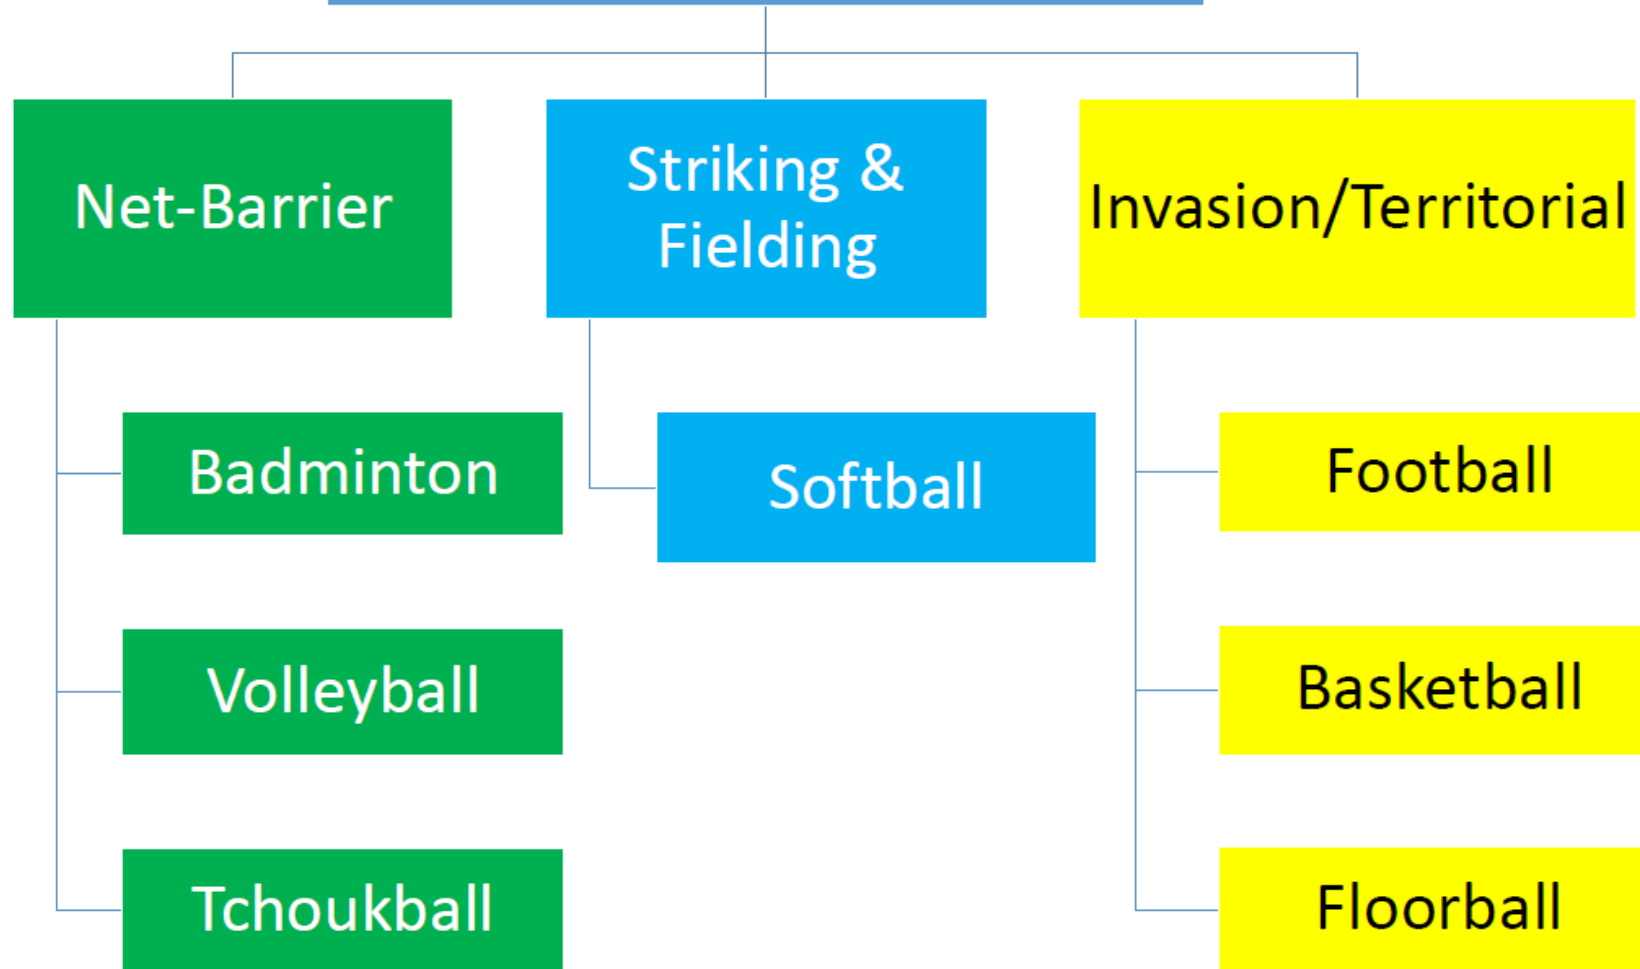 Net-Barrier
Striking &
Fielding
Invasion/Territorial
Badminton
Volleyball
Tchoukball
Softball
Football
Basketball
Floorball